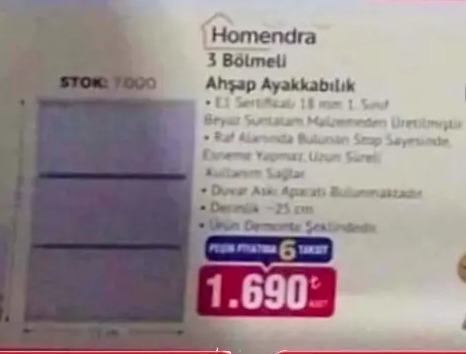 Homendra
3 Bölmeli
Ahşap Ayakkabılık
STOK: 7.000
• E1 Sertifikalı 18 mm 1. Sınıf
Beyaz Suntalam Malzemeden Üretilmiştir
• Raf Alanında Bulunan Stop Sayesinde
Esneme Yapmaz, Uzun Süreli
Kullanım Sağlar
• Duvar Askı Aparatı Bulunmaktadır
• Derinlik ~25 cm
• Ürün Demonte Şeklindedir
PEŞİN FİYATINA 6 TAKSİT
1.690 ₺